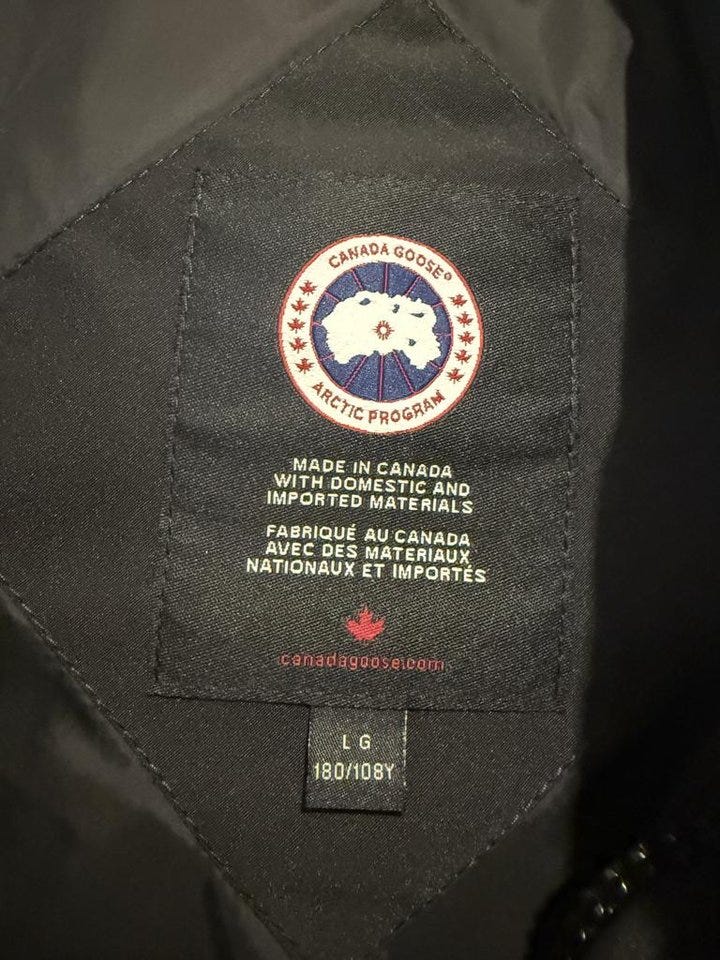 CANADA GOOSE®
ARCTIC PROGRAM
MADE IN CANADA
WITH DOMESTIC AND
IMPORTED MATERIALS
FABRIQUÉ AU CANADA
AVEC DES MATERIAUX
NATIONAUX ET IMPORTÉS
canadagoose.com
LG
180/108Y